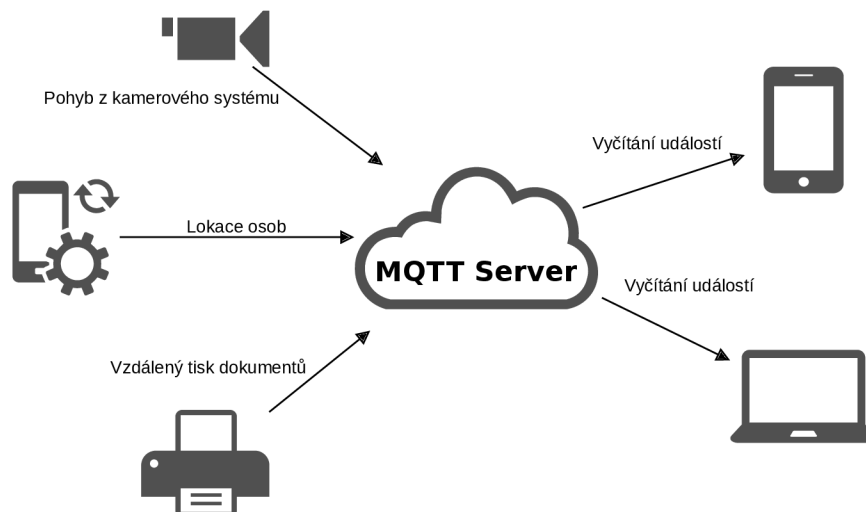 Pohyb z kamerového systému
Vyčítání událostí
Lokace osob
MQTT Server
Vyčítání událostí
Vzdálený tisk dokumentů